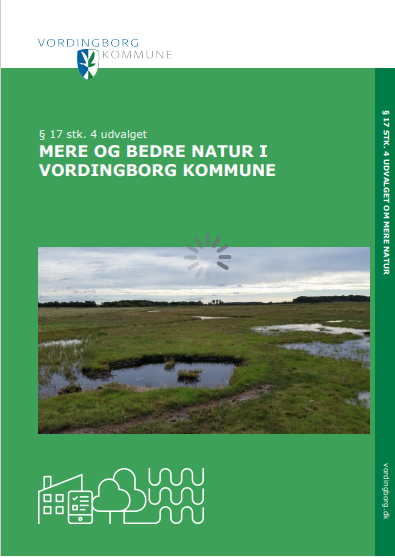 VORDINGBORG
KOMMUNE
§ 17 stk. 4 udvalget
MERE OG BEDRE NATUR I
VORDINGBORG KOMMUNE
§ 17 STK. 4 UDVALGET OM MERE NATUR
vordingborg.dk